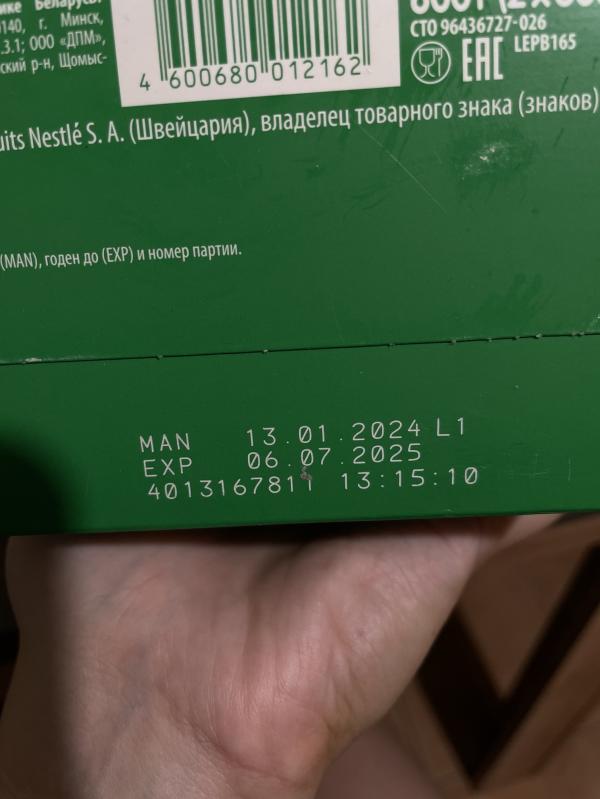 ике Беларусь:
140, г. Минск,
.3.1; ООО «ДПМ»,
ский р-н, Щомыс-
4 600680 012162
СТО 96436727-026
LEPB165
EAC
uits Nestlé S. A. (Швейцария), владелец товарного знака (знаков)
(MAN), годен до (EXP) и номер партии.
MAN 13.01.2024 L1
EXP 06.07.2025
4013167811 13:15:10